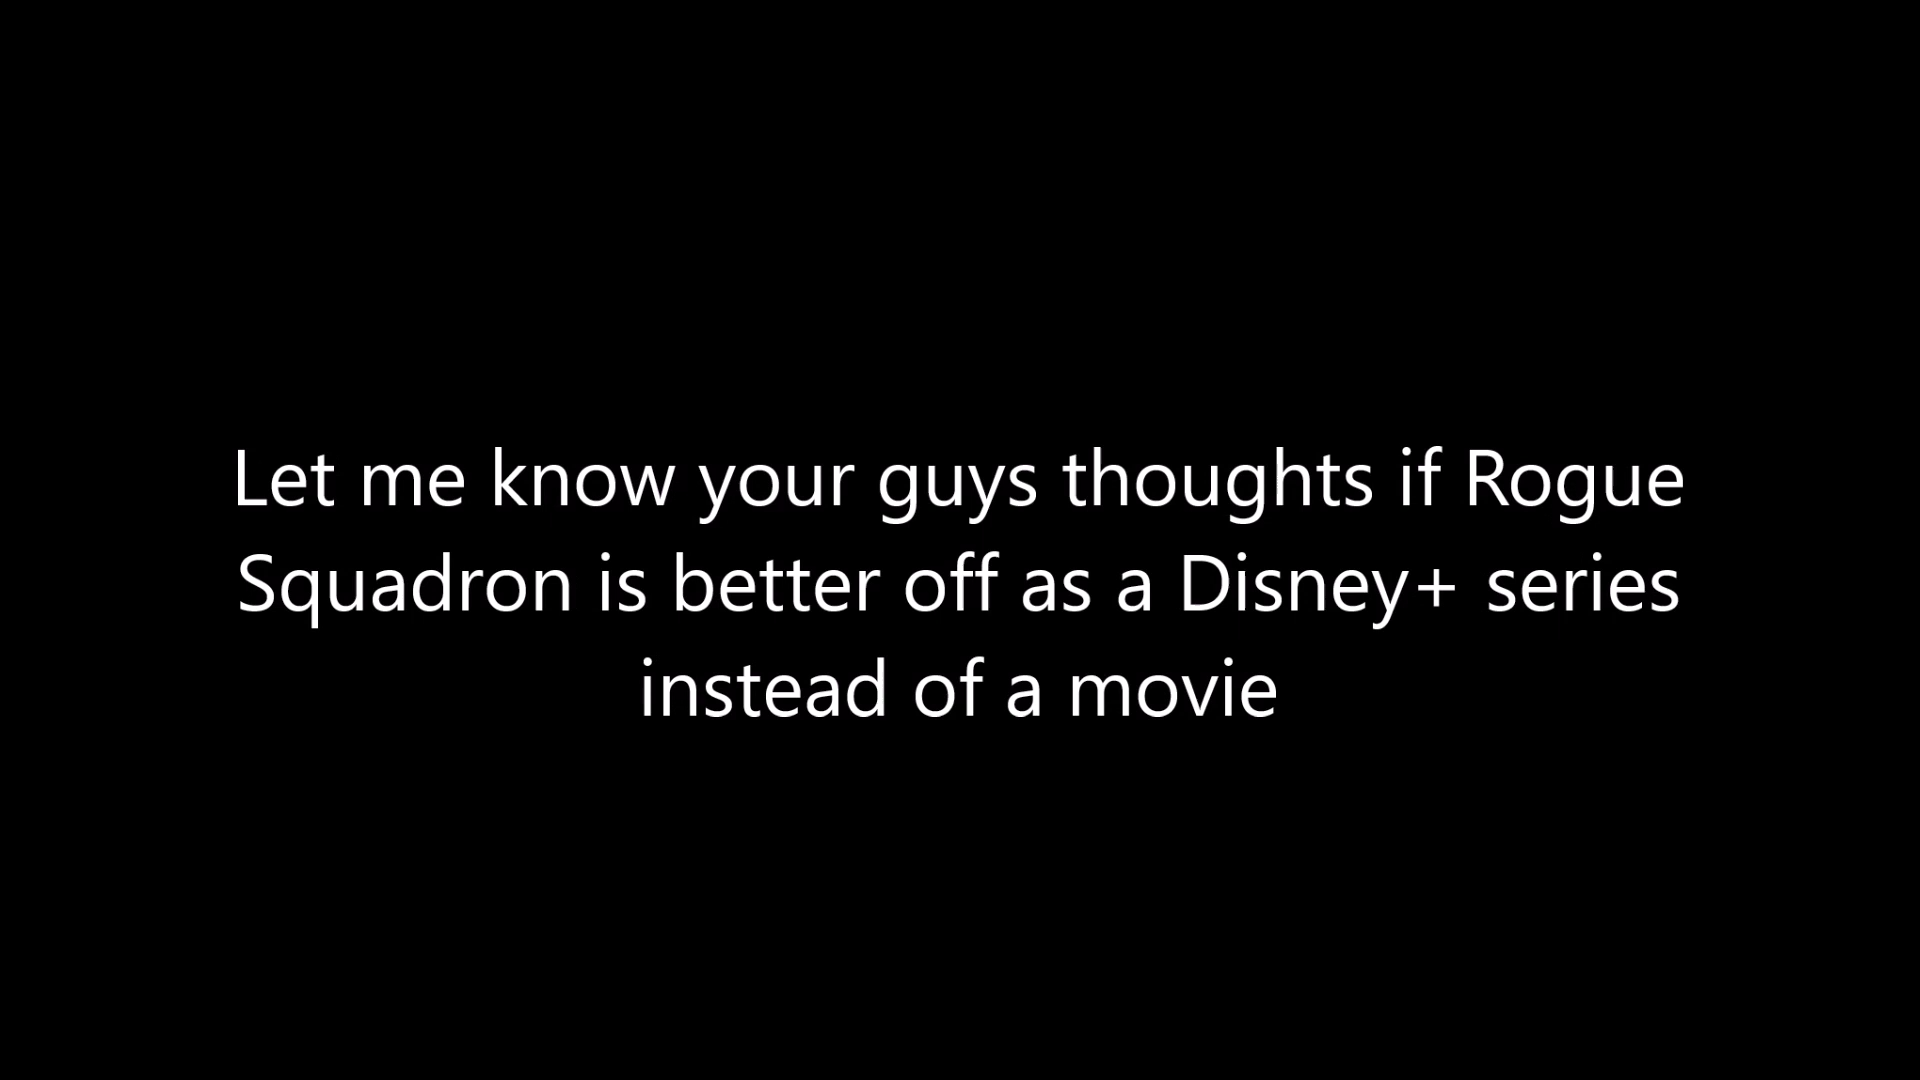 Let me know your guys thoughts if Rogue
Squadron is better off as a Disney+ series
instead of a movie